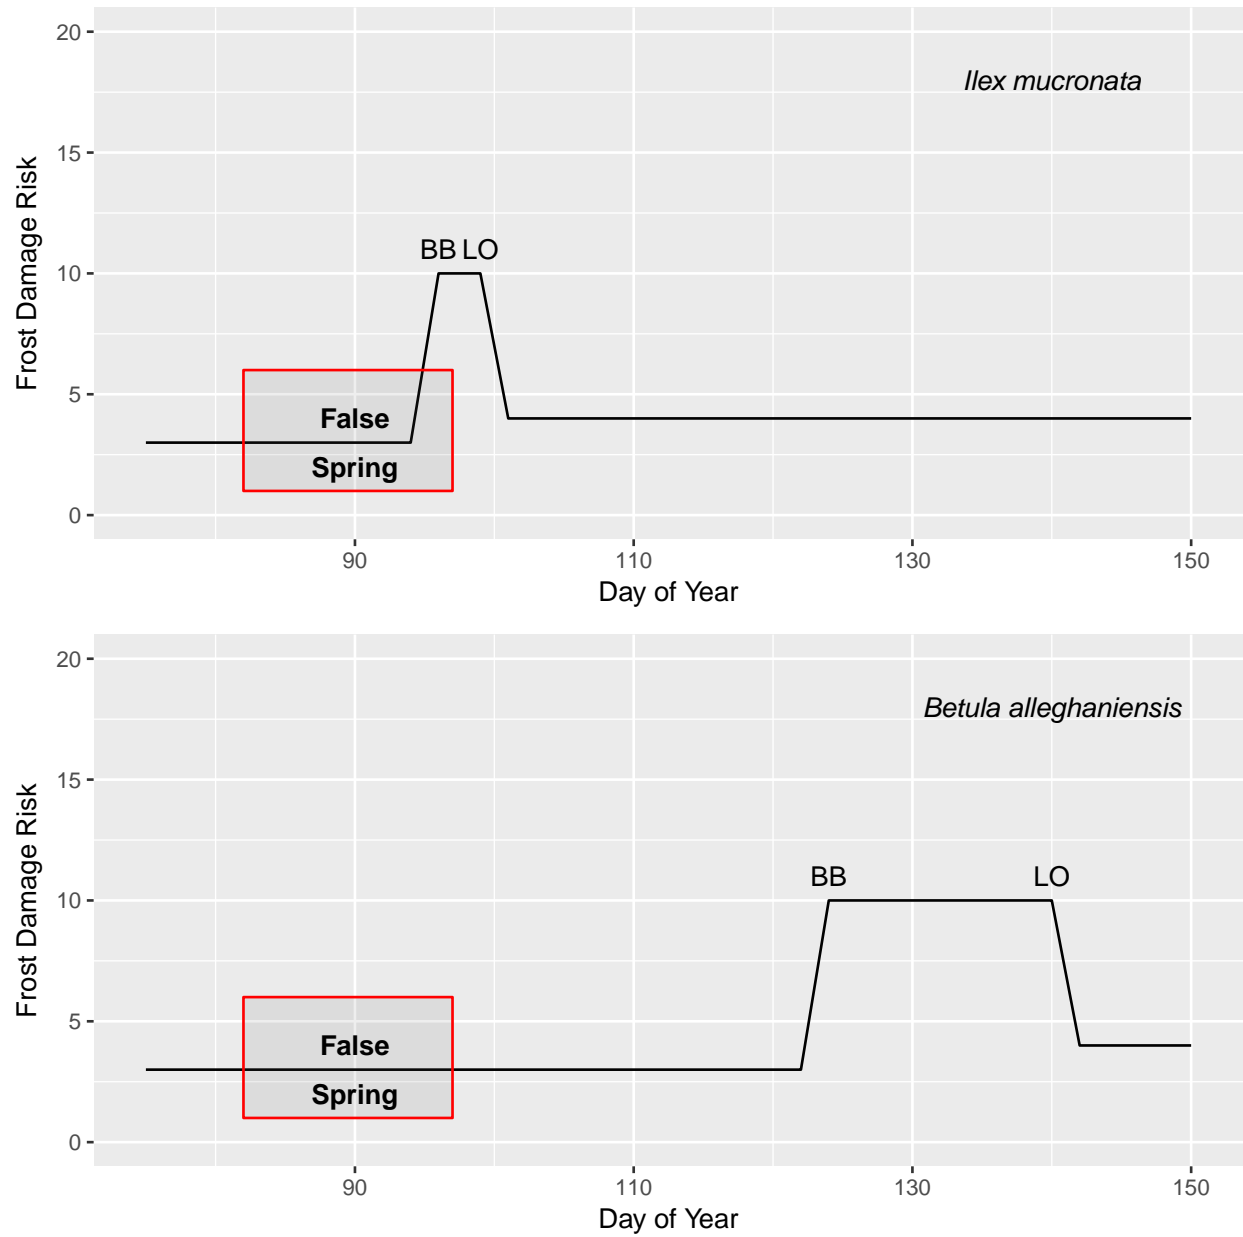 20
Ilex mucronata
15
Frost Damage Risk
BB LO
10
5
False
Spring
0
90 110 130 150
Day of Year
20
Betula alleghaniensis
15
Frost Damage Risk
BB LO
10
5
False
Spring
0
90 110 130 150
Day of Year